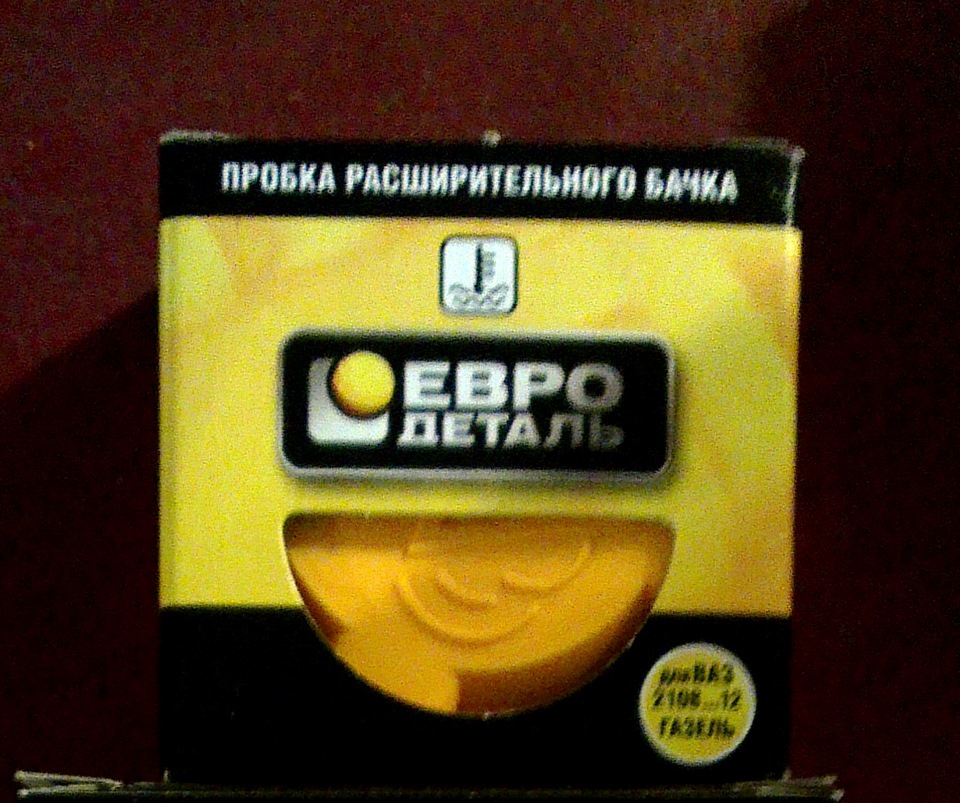 ПРОБКА РАСШИРИТЕЛЬНОГО БАЧКА
ЕВРО
ДЕТАЛЬ
для ВАЗ
2108...12
ГАЗЕЛЬ